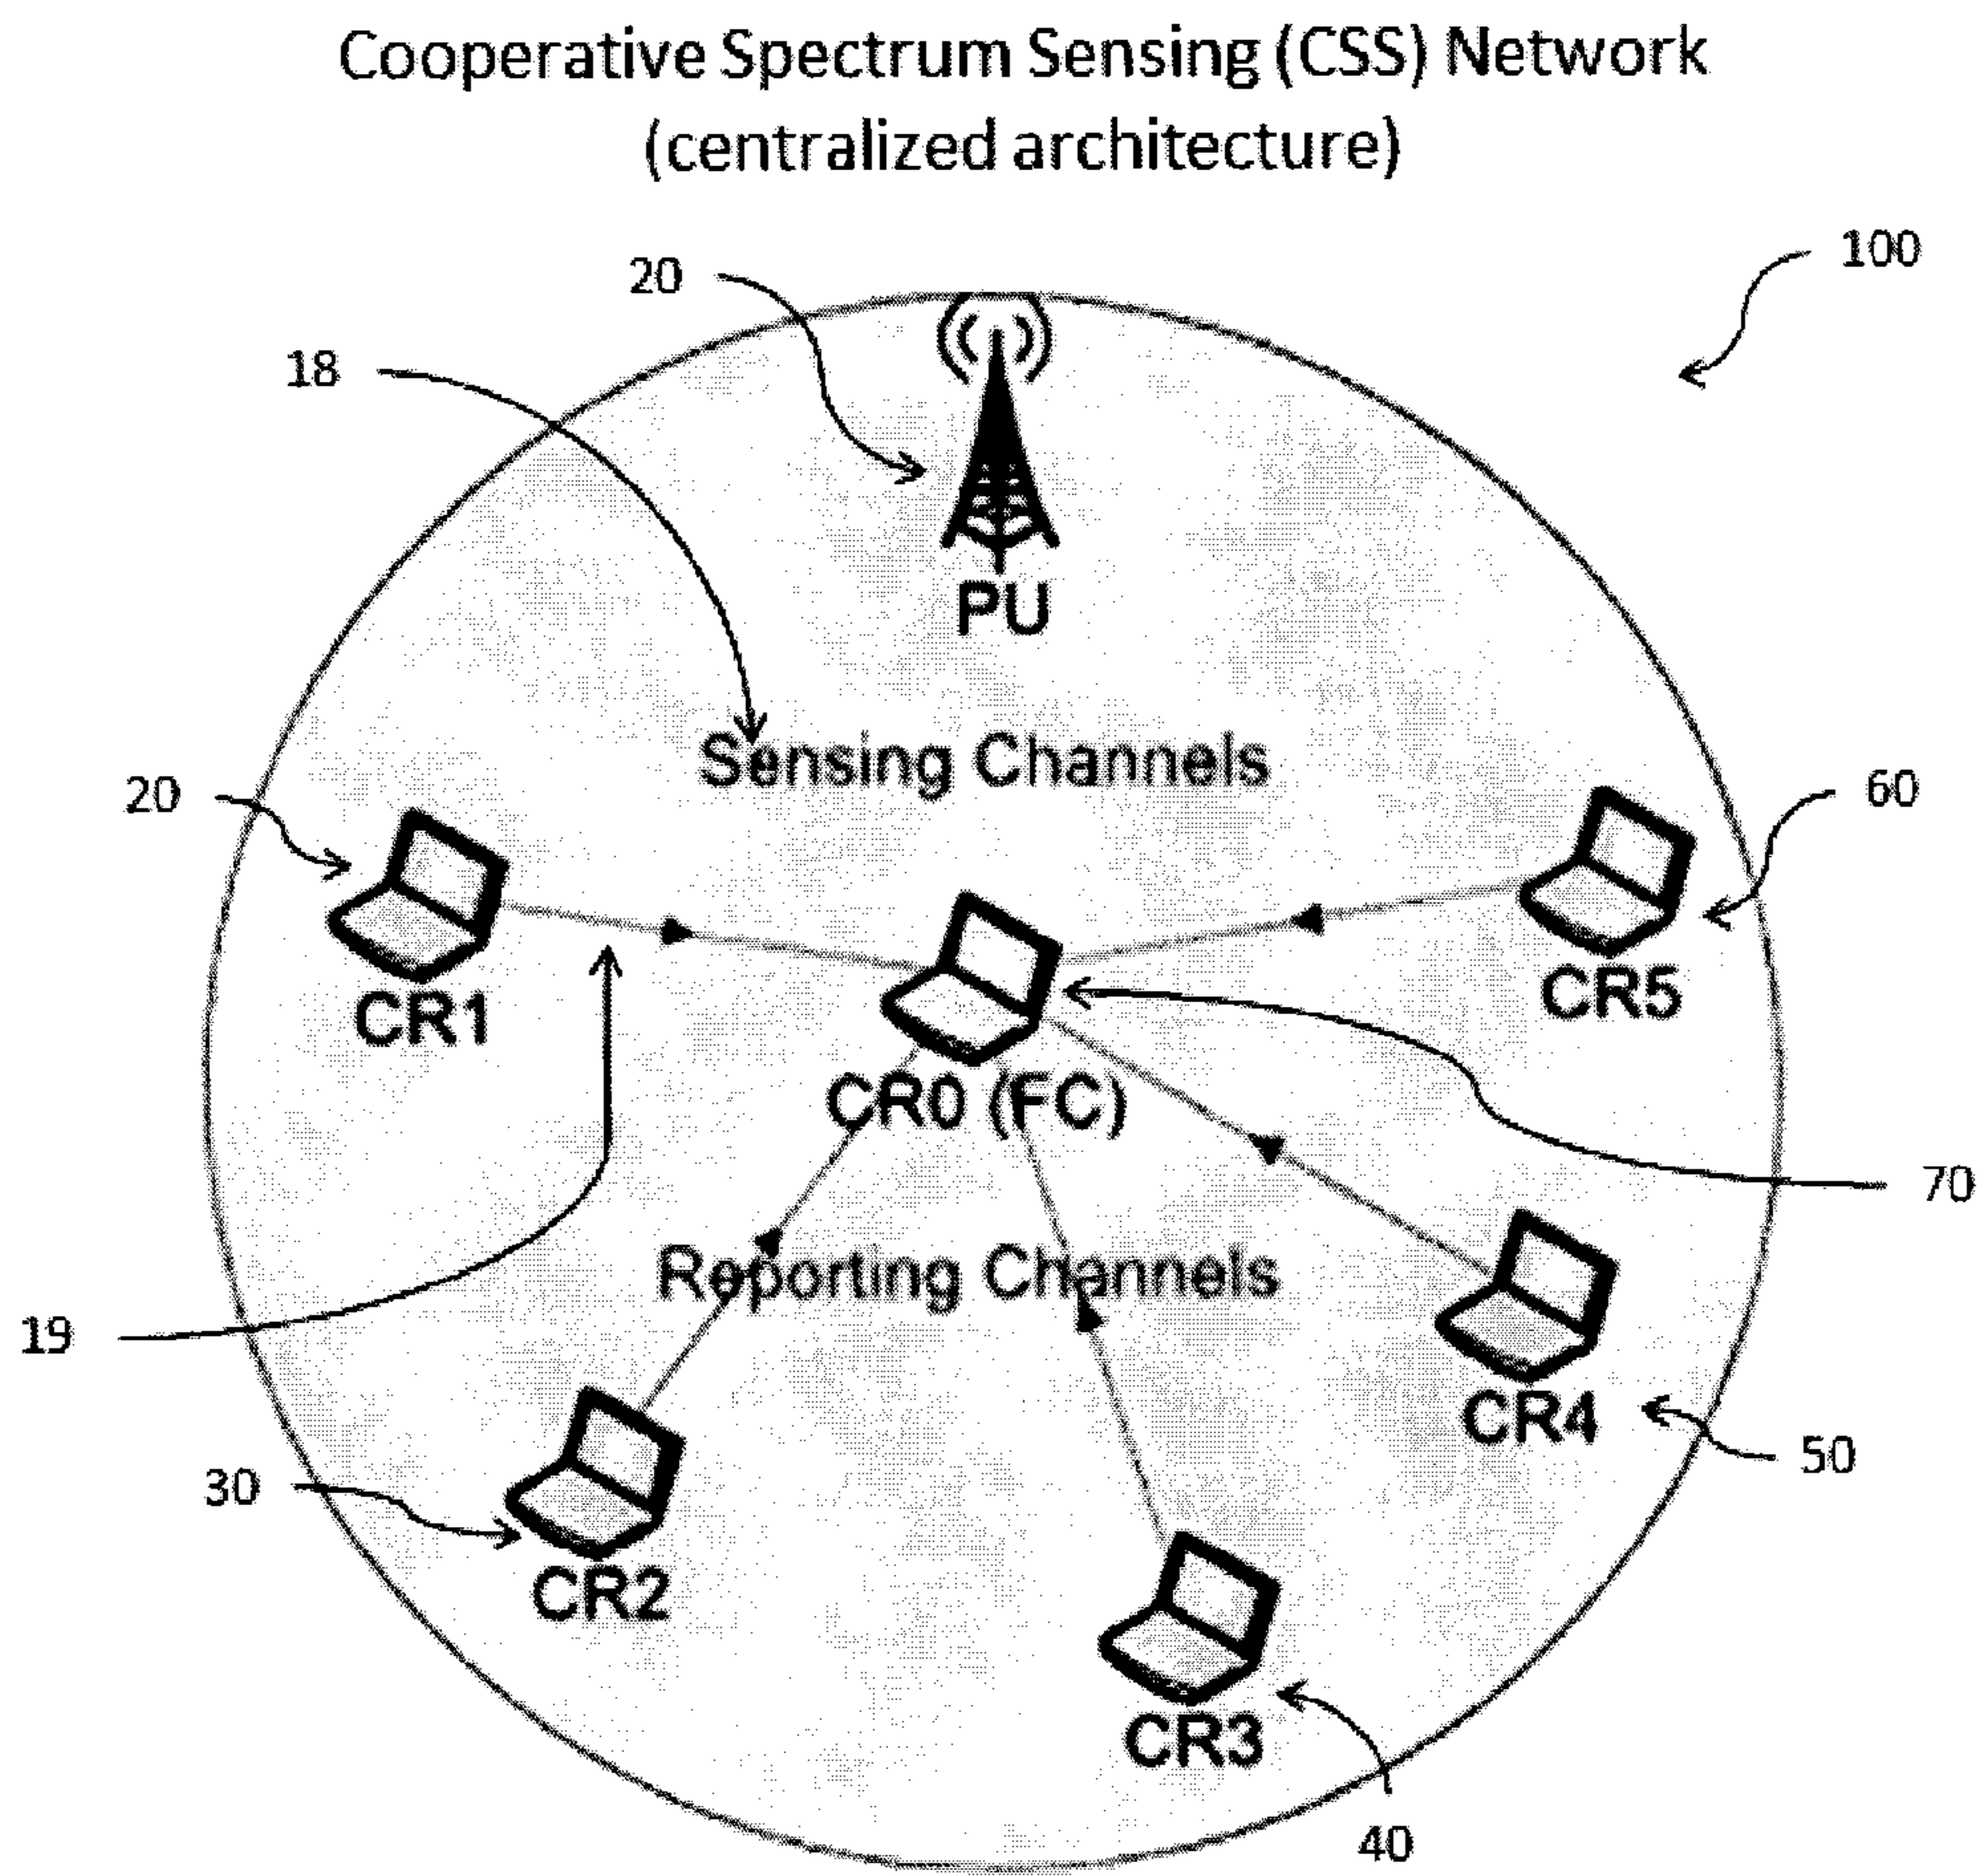 Cooperative Spectrum Sensing (CSS) Network
(centralized architecture)
100
20
18
PU
Sensing Channels
20
60
CR1
CR5
CR0 (FC)
70
Reporting Channels
19
CR4
50
30
CR2
CR3
40